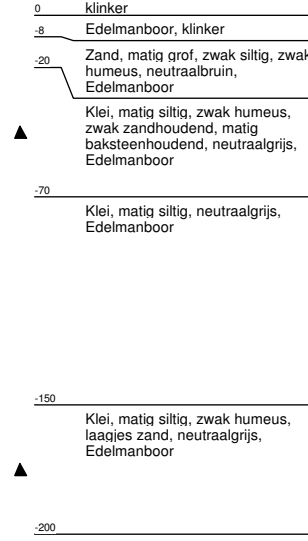 0 klinker
-8 Edelmanboor, klinker
-20 Zand, matig grof, zwak siltig, zwak
humeus, neutraalbruin,
Edelmanboor
Klei, matig siltig, zwak humeus,
zwak zandhoudend, matig
baksteenhoudend, neutraalgrijs,
Edelmanboor
-70
Klei, matig siltig, neutraalgrijs,
Edelmanboor
-150
Klei, matig siltig, zwak humeus,
laagjes zand, neutraalgrijs,
Edelmanboor
-200